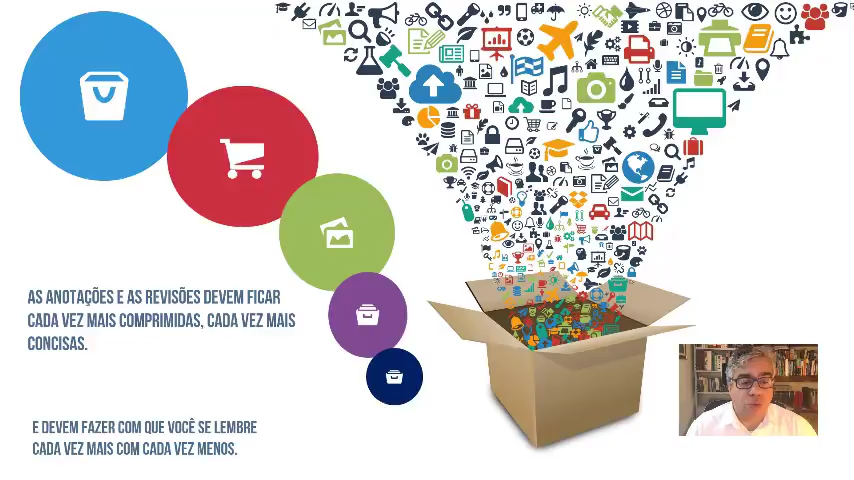 AS ANOTAÇÕES E AS REVISÕES DEVEM FICAR
CADA VEZ MAIS COMPRIMIDAS, CADA VEZ MAIS
CONCISAS.
E DEVEM FAZER COM QUE VOCÊ SE LEMBRE
CADA VEZ MAIS COM CADA VEZ MENOS.